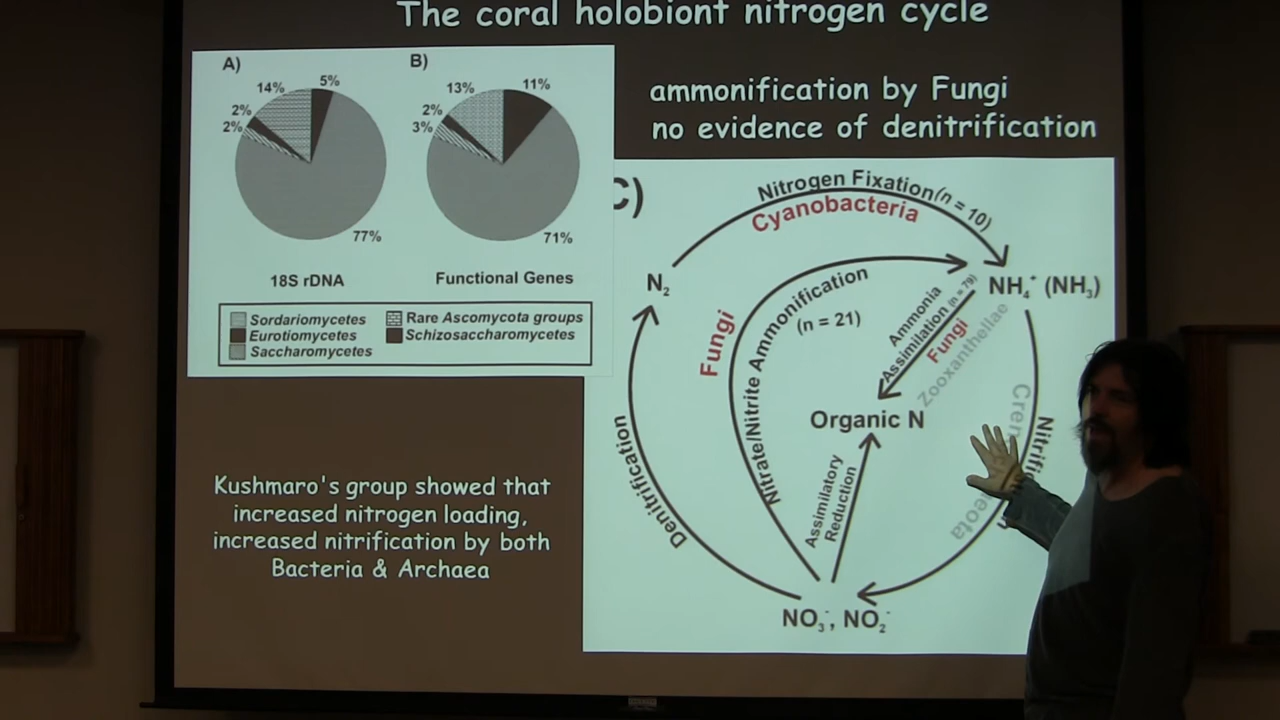 The coral holobiont nitrogen cycle
A)
14%
5%
2%
2%
77%
18S rDNA
B)
13%
11%
2%
3%
71%
Functional Genes
Sordariomycetes
Eurotiomycetes
Saccharomycetes
Rare Ascomycota groups
Schizosaccharomycetes
ammonification by Fungi
no evidence of denitrification
C)
Nitrogen Fixation(n = 10)
Cyanobacteria
N₂
NH₄⁺ (NH₃)
Nitrate/Nitrite Ammonification
(n = 21)
Fungi
Ammonia
Assimilation (n = 79)
Fungi
Zooxanthellae
Organic N
Denitrification
Assimilatory
Reduction
NO₃⁻, NO₂⁻
Kushmaro's group showed that
increased nitrogen loading,
increased nitrification by both
Bacteria & Archaea